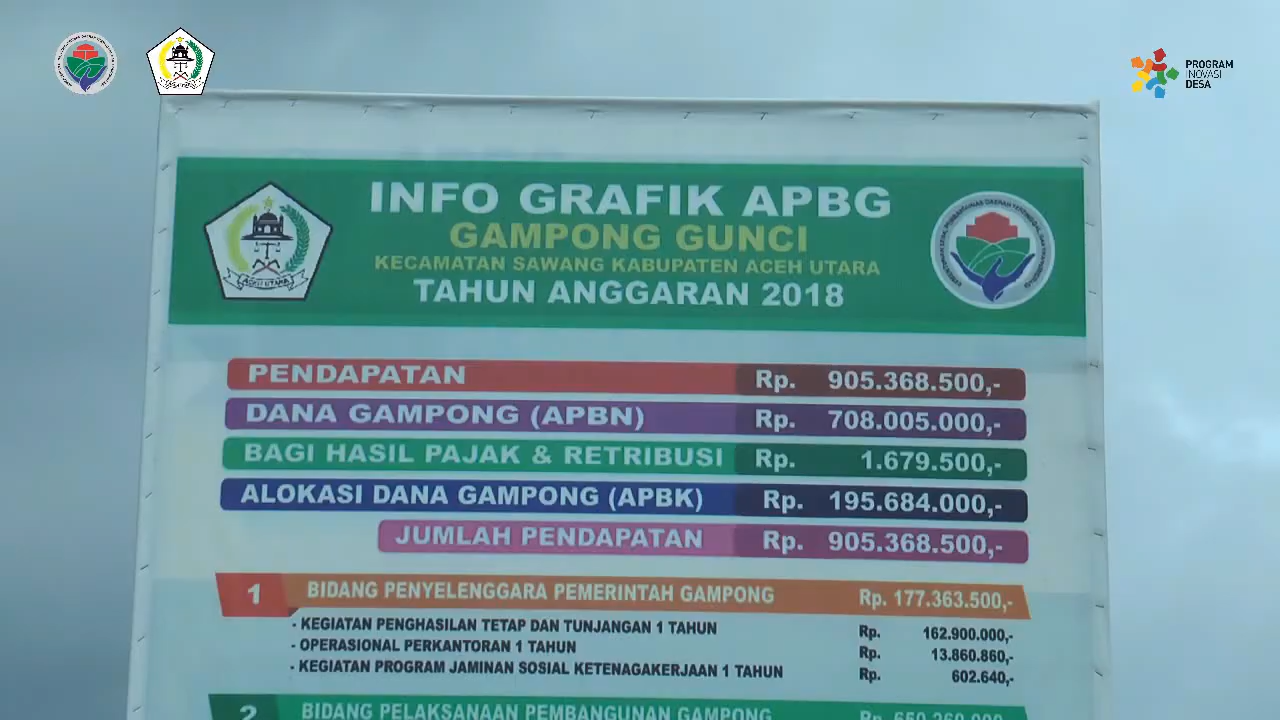 PROGRAM
INOVASI
DESA
INFO GRAFIK APBG
GAMPONG GUNCI
KECAMATAN SAWANG KABUPATEN ACEH UTARA
TAHUN ANGGARAN 2018
ACEH UTARA
PENDAPATAN Rp. 905.368.500,-
DANA GAMPONG (APBN) Rp. 708.005.000,-
BAGI HASIL PAJAK & RETRIBUSI Rp. 1.679.500,-
ALOKASI DANA GAMPONG (APBK) Rp. 195.684.000,-
JUMLAH PENDAPATAN Rp. 905.368.500,-
1 BIDANG PENYELENGGARA PEMERINTAH GAMPONG Rp. 177.363.500,-
- KEGIATAN PENGHASILAN TETAP DAN TUNJANGAN 1 TAHUN Rp. 162.900.000,-
- OPERASIONAL PERKANTORAN 1 TAHUN Rp. 13.860.860,-
- KEGIATAN PROGRAM JAMINAN SOSIAL KETENAGAKERJAAN 1 TAHUN Rp. 602.640,-
2 BIDANG PELAKSANAAN PEMBANGUNAN GAMPONG Rp.